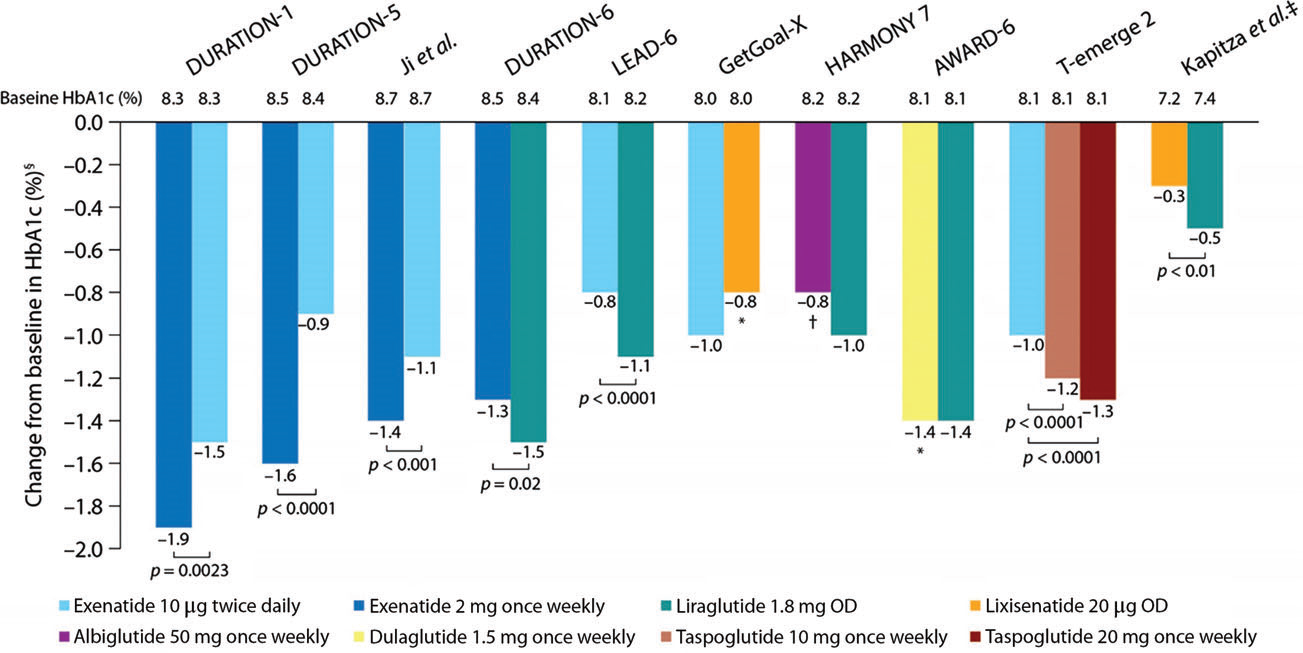 DURATION-1 DURATION-5 Ji et al. DURATION-6 LEAD-6 GetGoal-X HARMONY 7 AWARD-6 T-emerge 2 Kapitza et al.‡
Baseine HbA1c (%) 8.3 8.3 8.5 8.4 8.7 8.7 8.5 8.4 8.1 8.2 8.0 8.0 8.2 8.2 8.1 8.1 8.1 8.1 8.1 7.2 7.4
Change from baseline in HbA1c (%)§
0.0
–0.2
–0.4
–0.6
–0.8
–1.0
–1.2
–1.4
–1.6
–1.8
–2.0
–1.9 –1.5
p = 0.0023
–1.6 –0.9
p < 0.0001
–1.4 –1.1
p < 0.001
–1.3 –1.5
p = 0.02
–0.8 –1.1
p < 0.0001
–1.0 –0.8
*
–0.8 –1.0
†
–1.4 –1.4
*
–1.0 –1.2 –1.3
p < 0.0001
p < 0.0001
–0.3 –0.5
p < 0.01
Exenatide 10 µg twice daily Exenatide 2 mg once weekly Liraglutide 1.8 mg OD Lixisenatide 20 µg OD
Albiglutide 50 mg once weekly Dulaglutide 1.5 mg once weekly Taspoglutide 10 mg once weekly Taspoglutide 20 mg once weekly